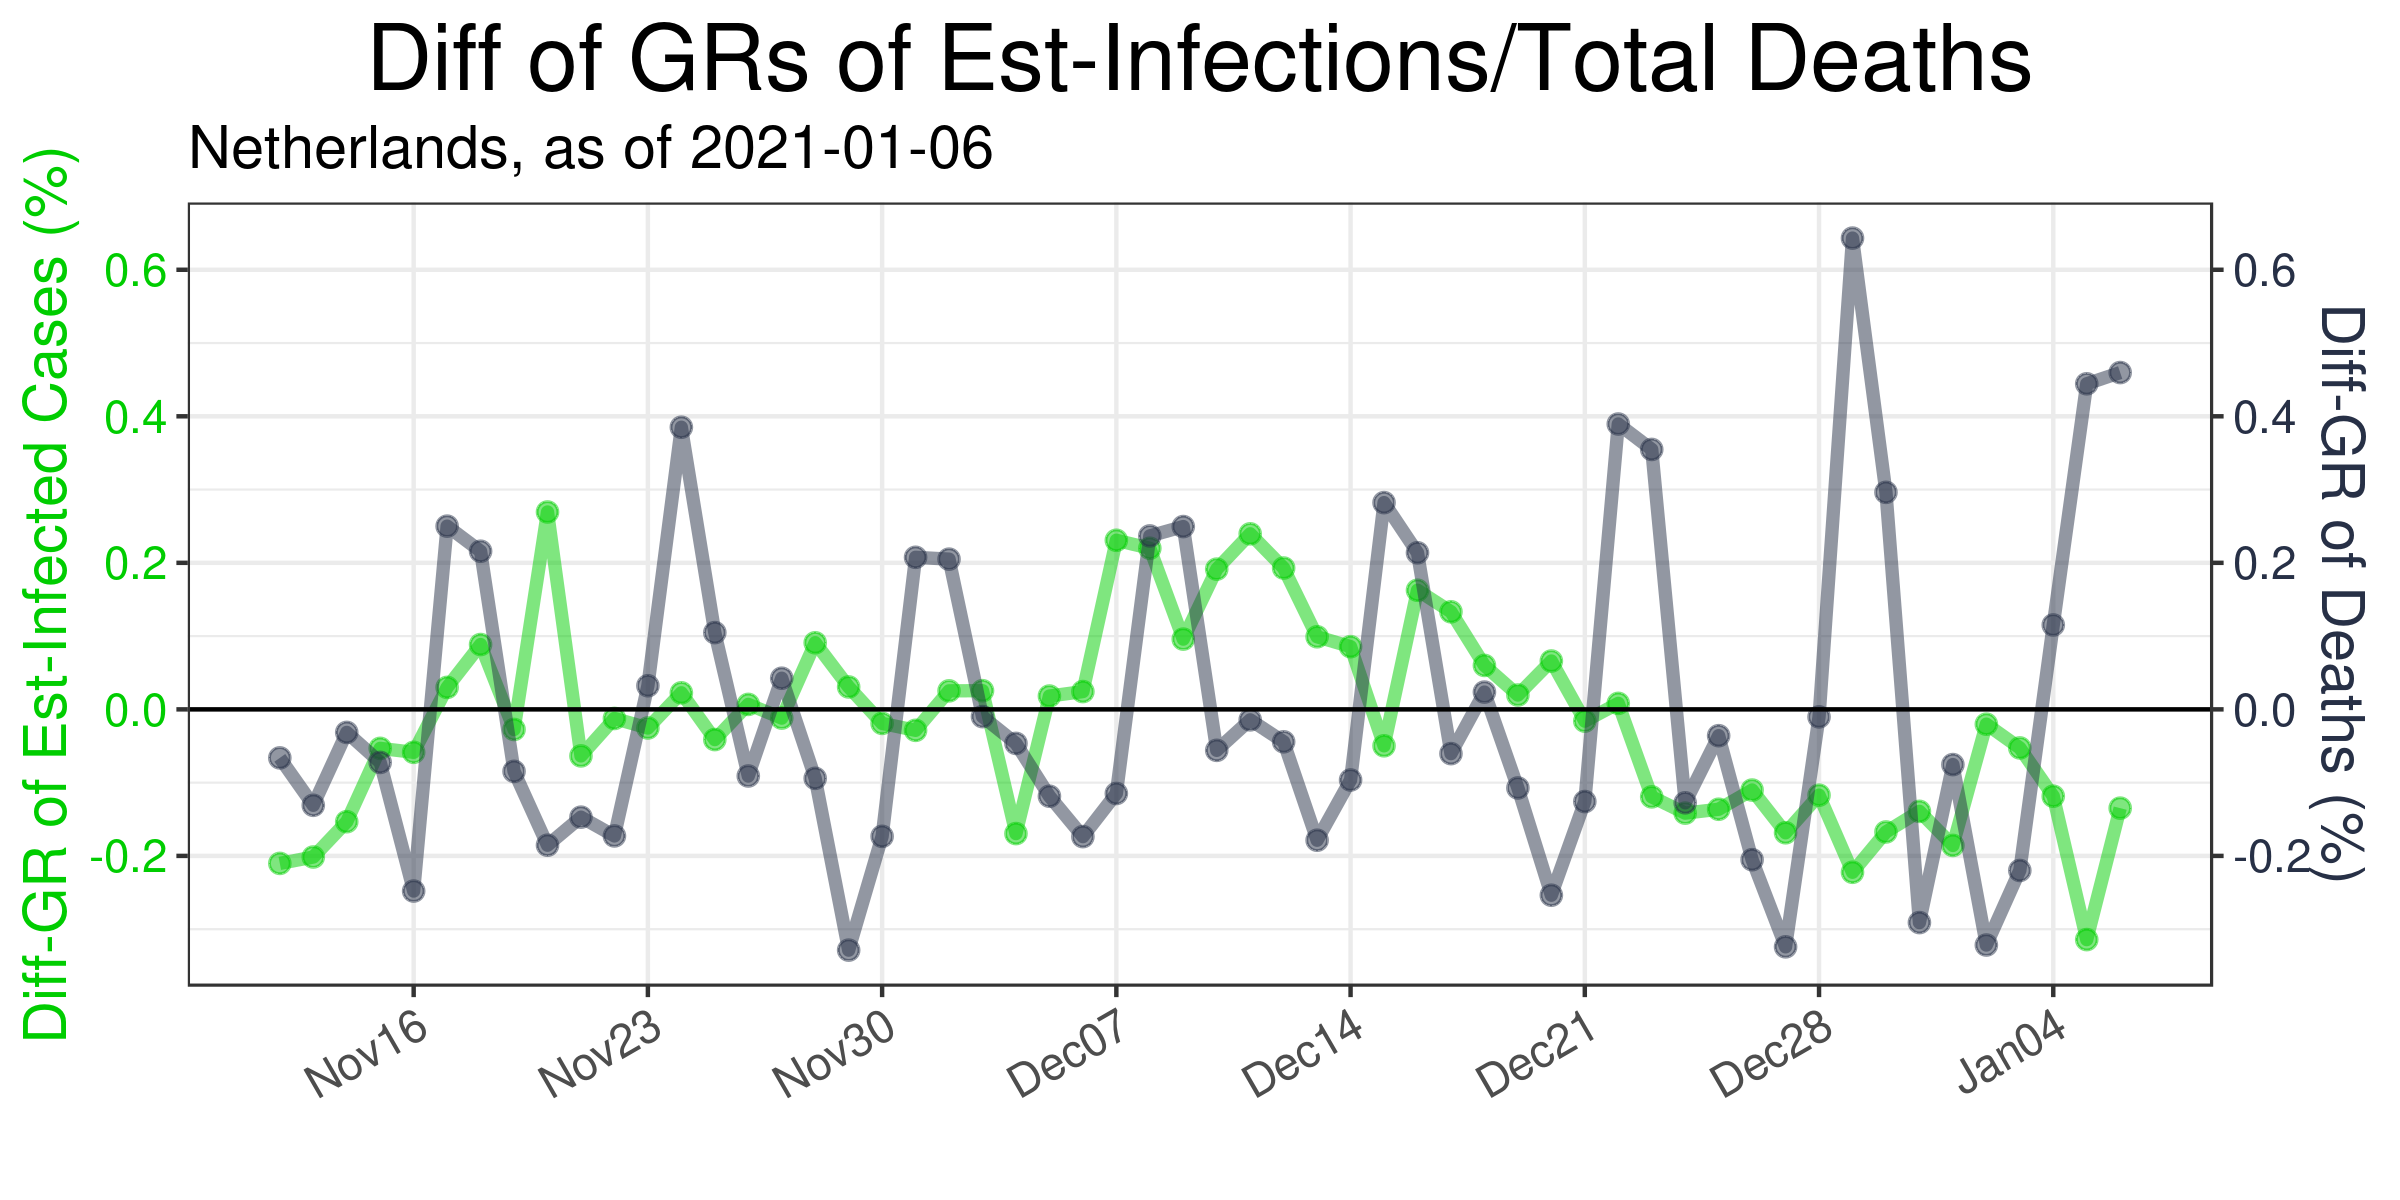 Diff of GRs of Est-Infections/Total Deaths
Netherlands, as of 2021-01-06
Diff-GR of Est-Infected Cases (%)
0.6
0.4
0.2
0.0
-0.2
0.6
0.4
0.2
0.0
-0.2
Diff-GR of Deaths (%)
Nov16
Nov23
Nov30
Dec07
Dec14
Dec21
Dec28
Jan04